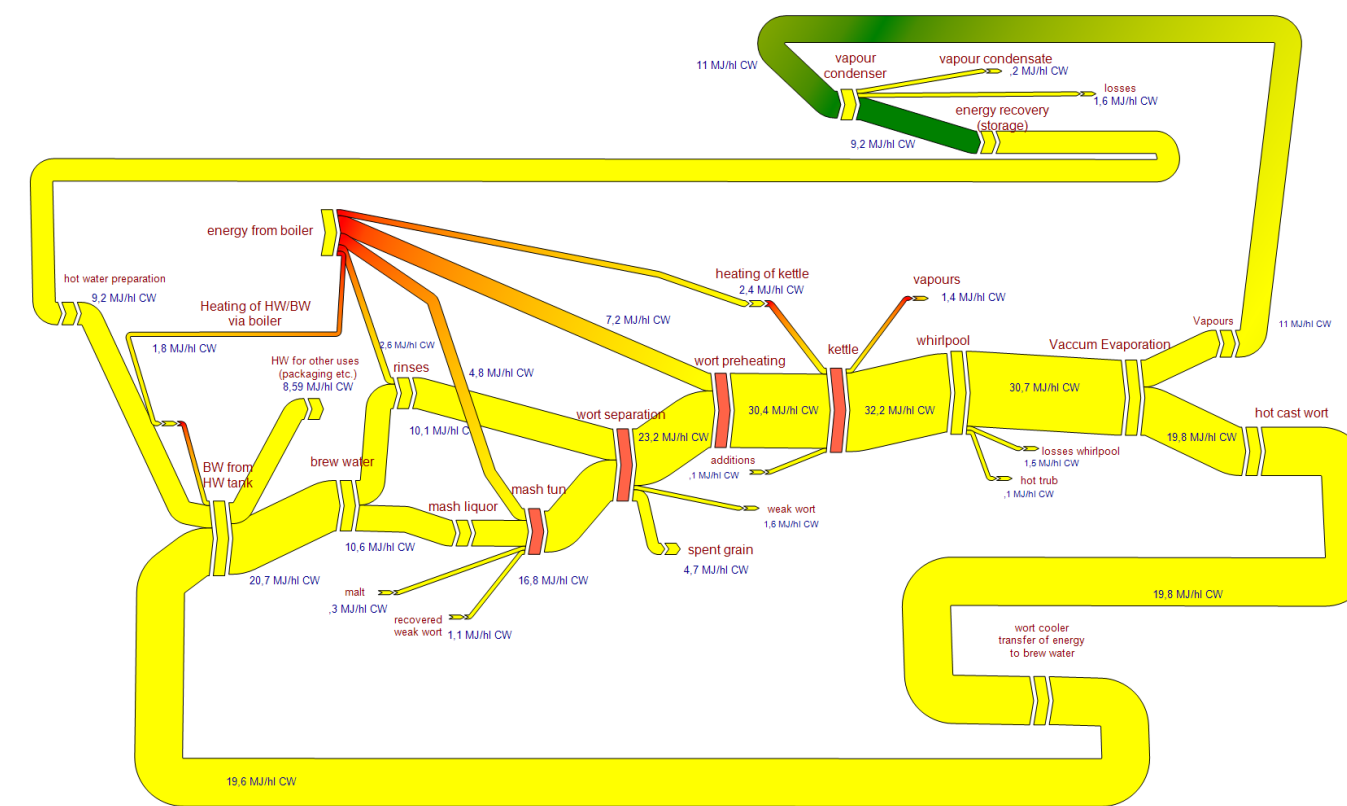 vapour
condenser
vapour condensate
,2 MJ/hl CW
11 MJ/hl CW
losses
1,6 MJ/hl CW
energy recovery
(storage)
9,2 MJ/hl CW
energy from boiler
hot water preparation
9,2 MJ/hl CW
Heating of HW/BW
via boiler
1,8 MJ/hl CW
heating of kettle
2,4 MJ/hl CW
vapours
1,4 MJ/hl CW
7,2 MJ/hl CW
Vapours
11 MJ/hl CW
2,6 MJ/hl CW
HW for other uses
(packaging etc.)
8,59 MJ/hl CW
rinses
4,8 MJ/hl CW
wort preheating
kettle
whirlpool
Vaccum Evaporation
30,7 MJ/hl CW
30,4 MJ/hl CW
32,2 MJ/hl CW
hot cast wort
wort separation
10,1 MJ/hl C
23,2 MJ/hl CW
19,8 MJ/hl CW
BW from
HW tank
brew water
additions
,1 MJ/hl CW
losses whirlpool
1,5 MJ/hl CW
hot trub
,1 MJ/hl CW
mash tun
mash liquor
weak wort
1,6 MJ/hl CW
10,6 MJ/hl CW
spent grain
4,7 MJ/hl CW
20,7 MJ/hl CW
16,8 MJ/hl CW
malt
,3 MJ/hl CW
19,8 MJ/hl CW
recovered
weak wort
1,1 MJ/hl CW
wort cooler
transfer of energy
to brew water
19,6 MJ/hl CW